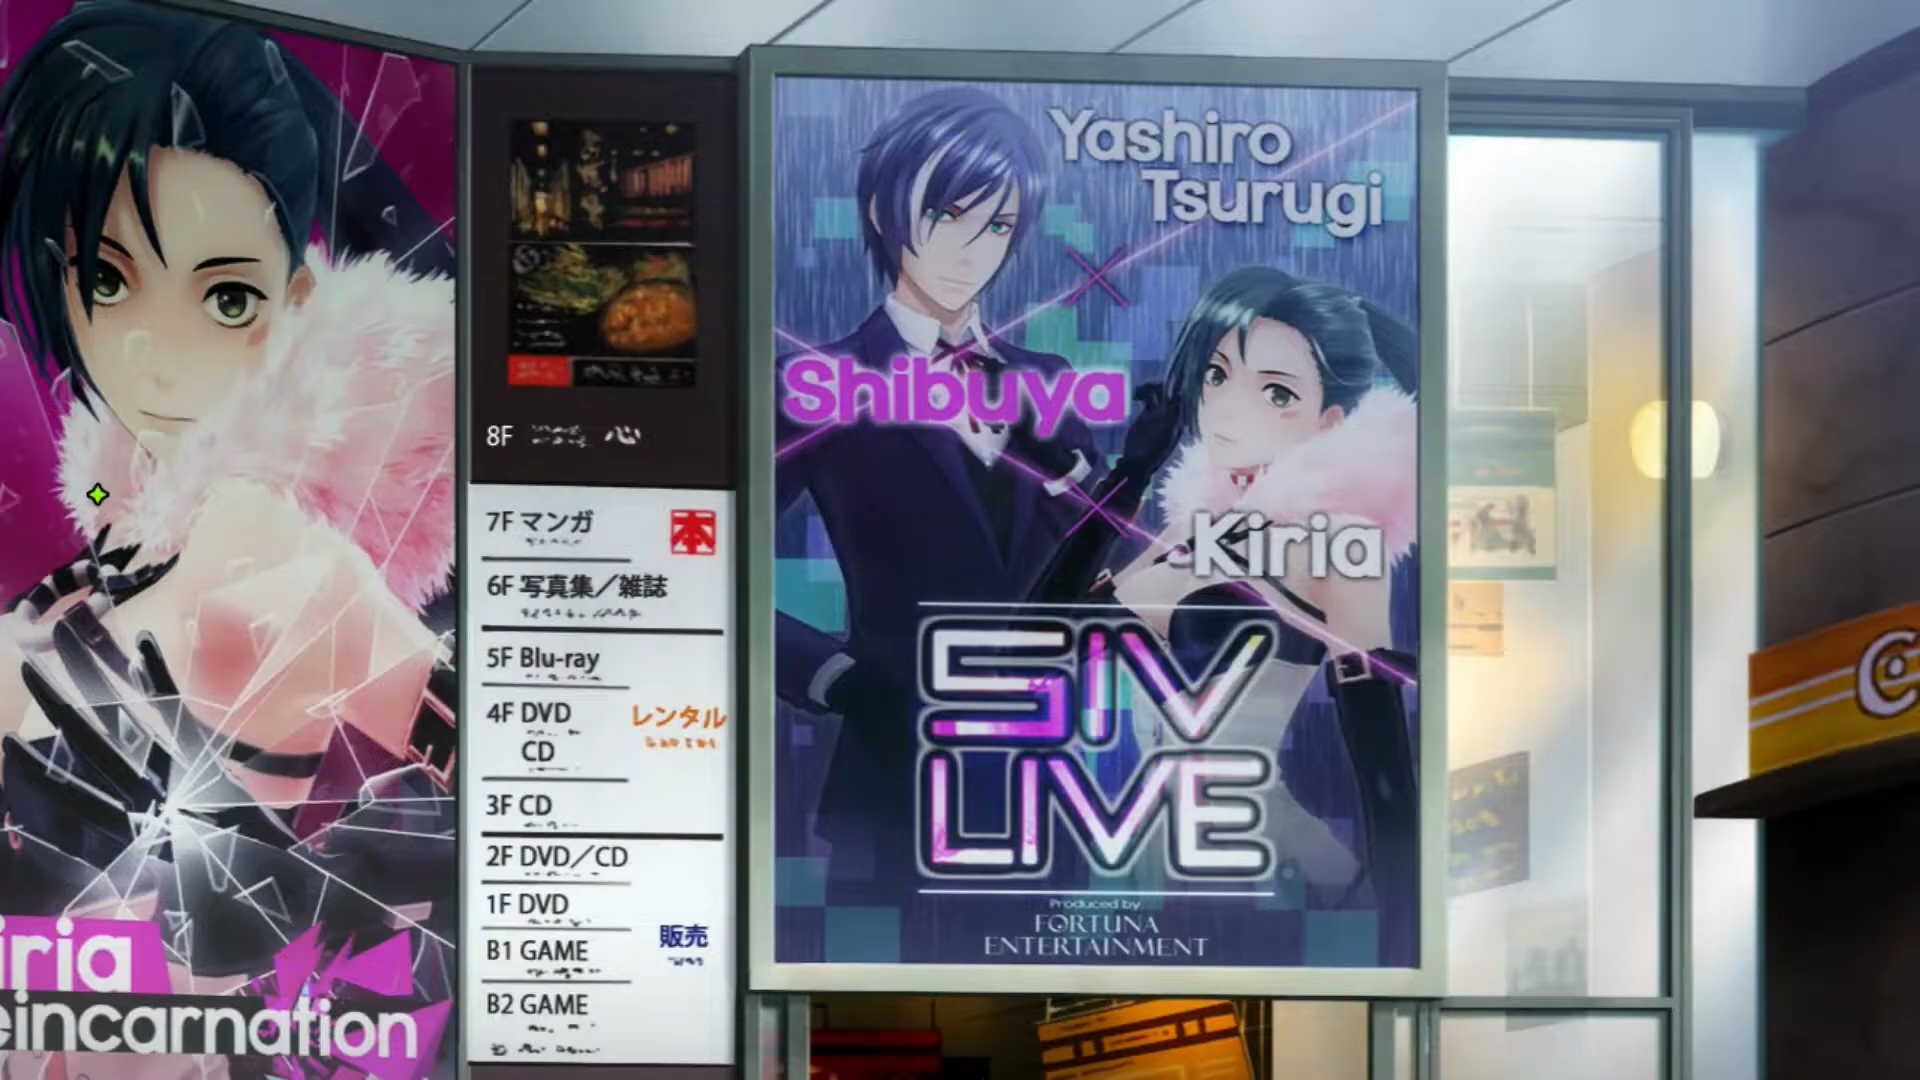 iria
eincarnation
8F 心
7F マンガ
本
6F 写真集／雑誌
5F Blu-ray
4F DVD
CD
レンタル
3F CD
2F DVD／CD
1F DVD
販売
B1 GAME
B2 GAME
Yashiro
Tsurugi
Shibuya
Kiria
SIV
LIVE
Produced by
FORTUNA
ENTERTAINMENT
C